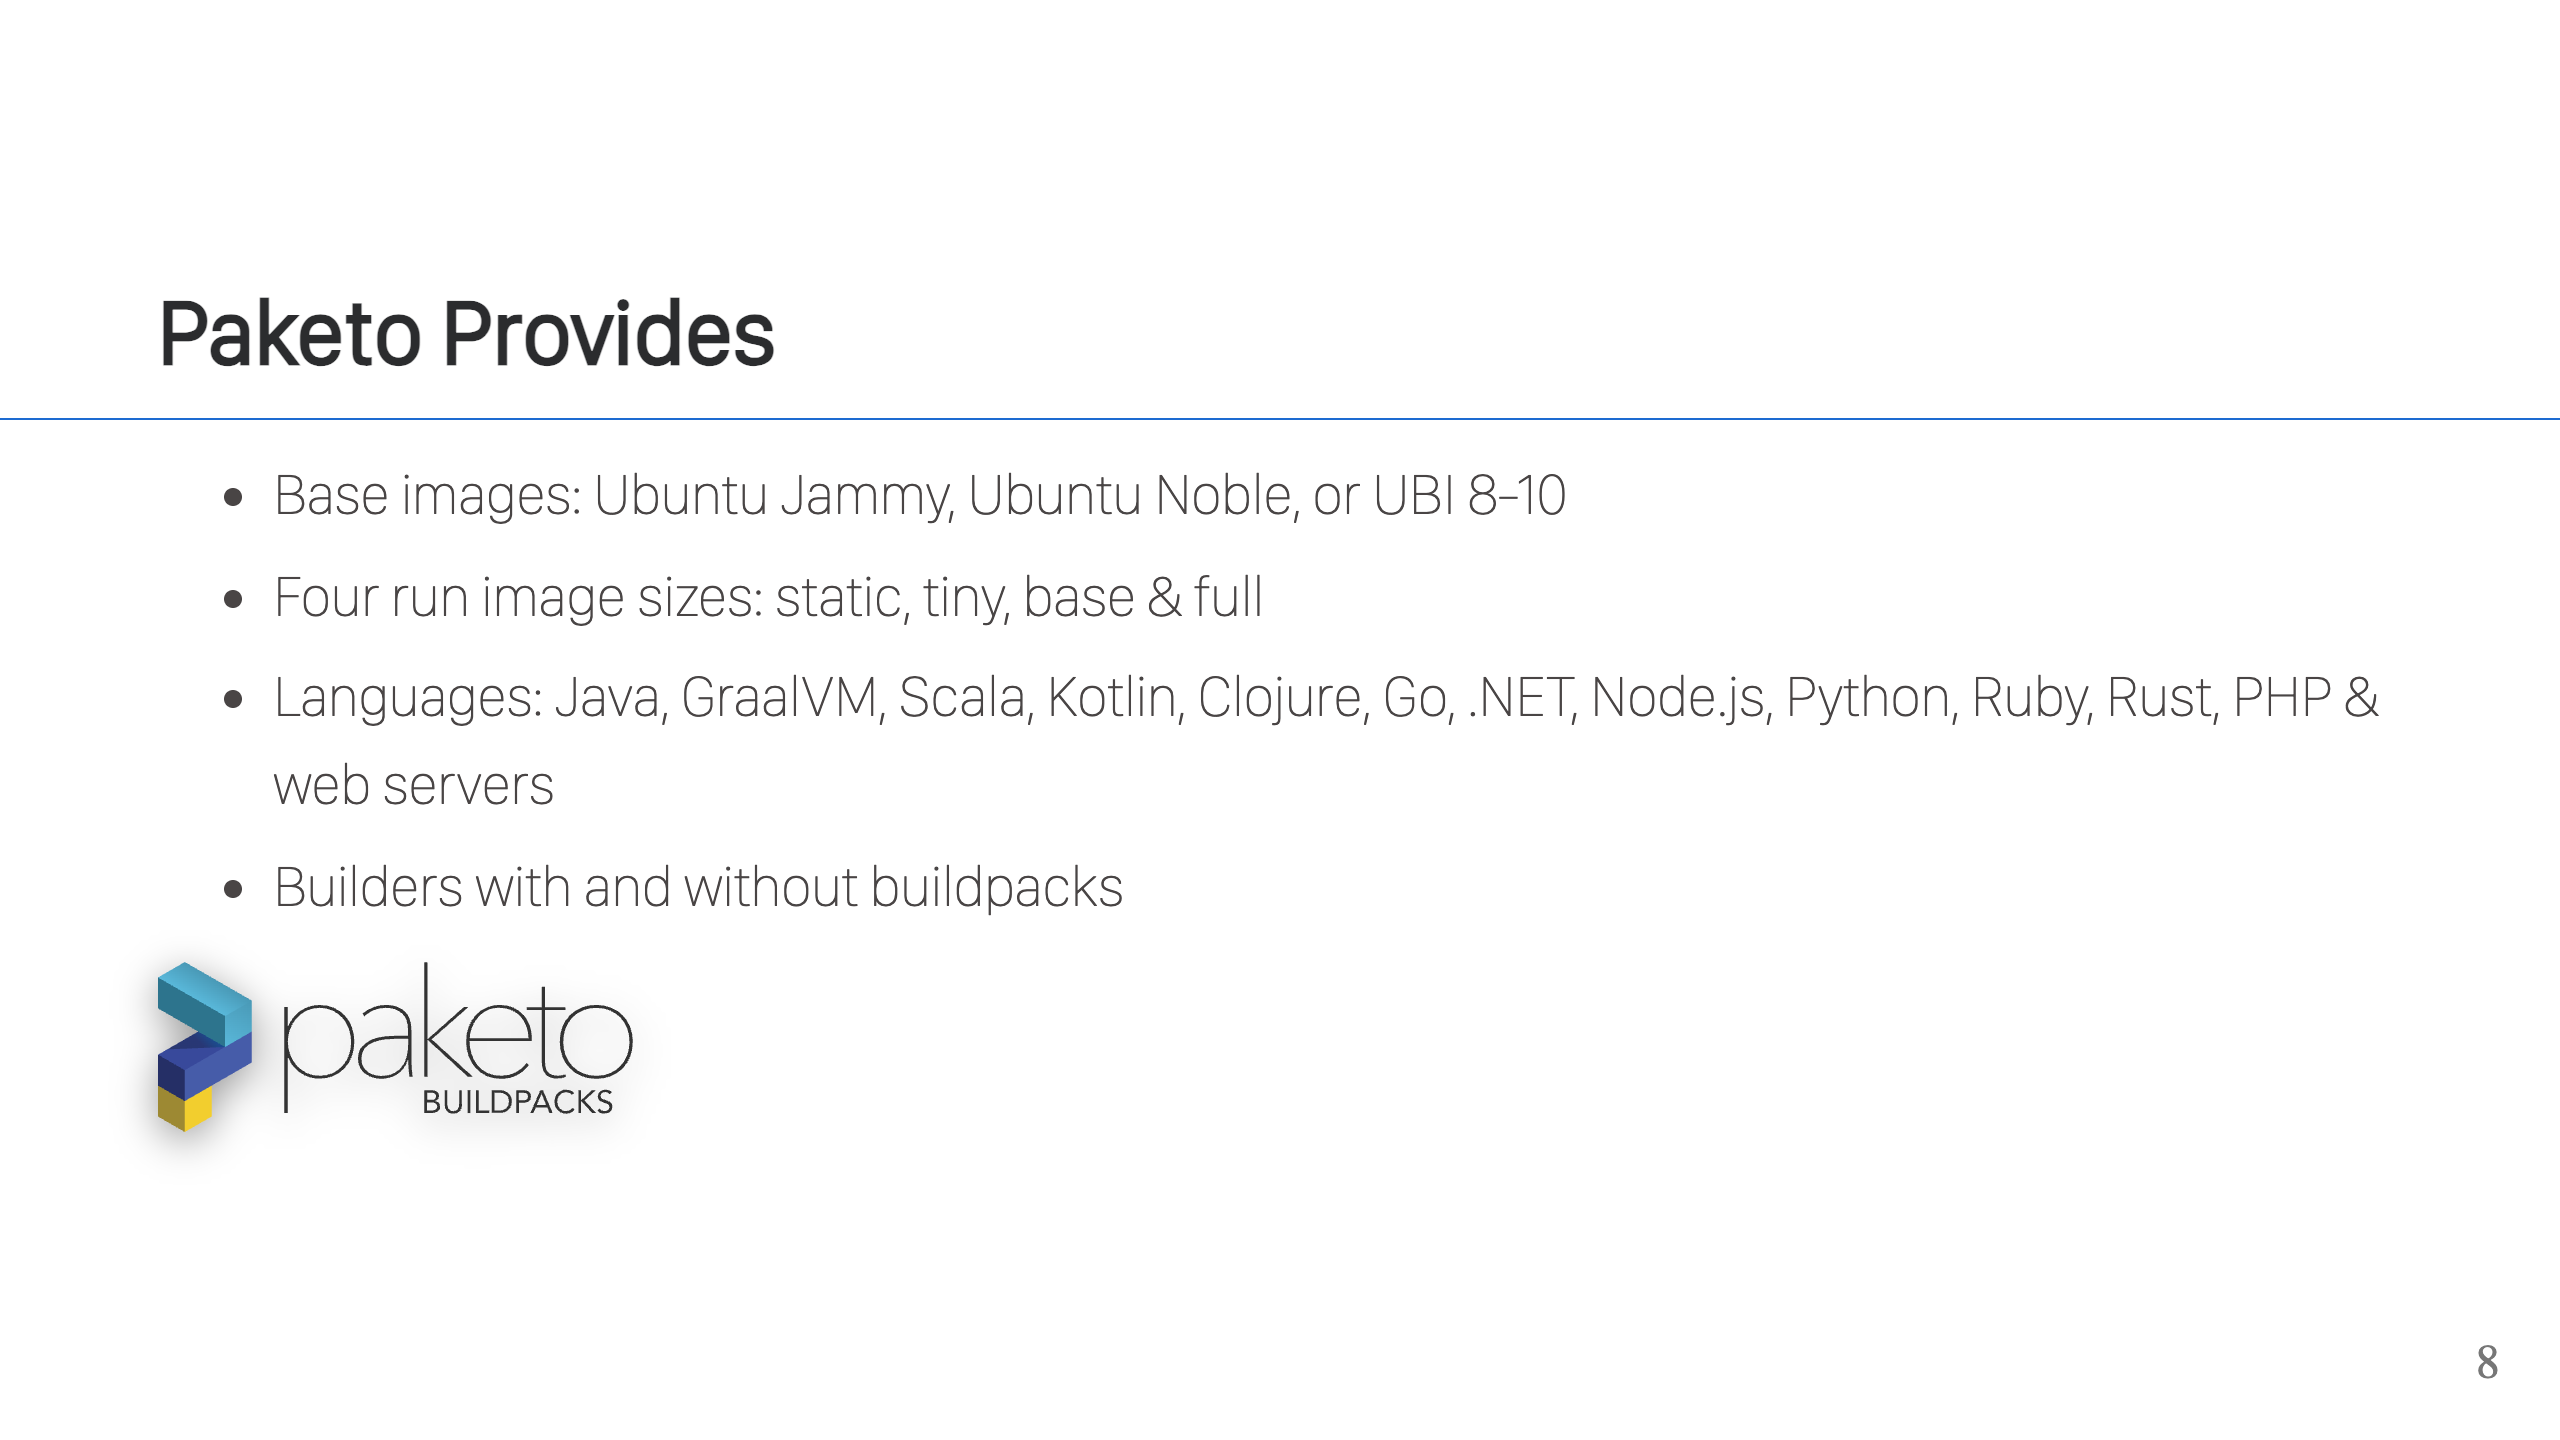 Paketo Provides
• Base images: Ubuntu Jammy, Ubuntu Noble, or UBI 8-10
• Four run image sizes: static, tiny, base & full
• Languages: Java, GraalVM, Scala, Kotlin, Clojure, Go, .NET, Node.js, Python, Ruby, Rust, PHP &
web servers
• Builders with and without buildpacks
paketo
BUILDPACKS
8